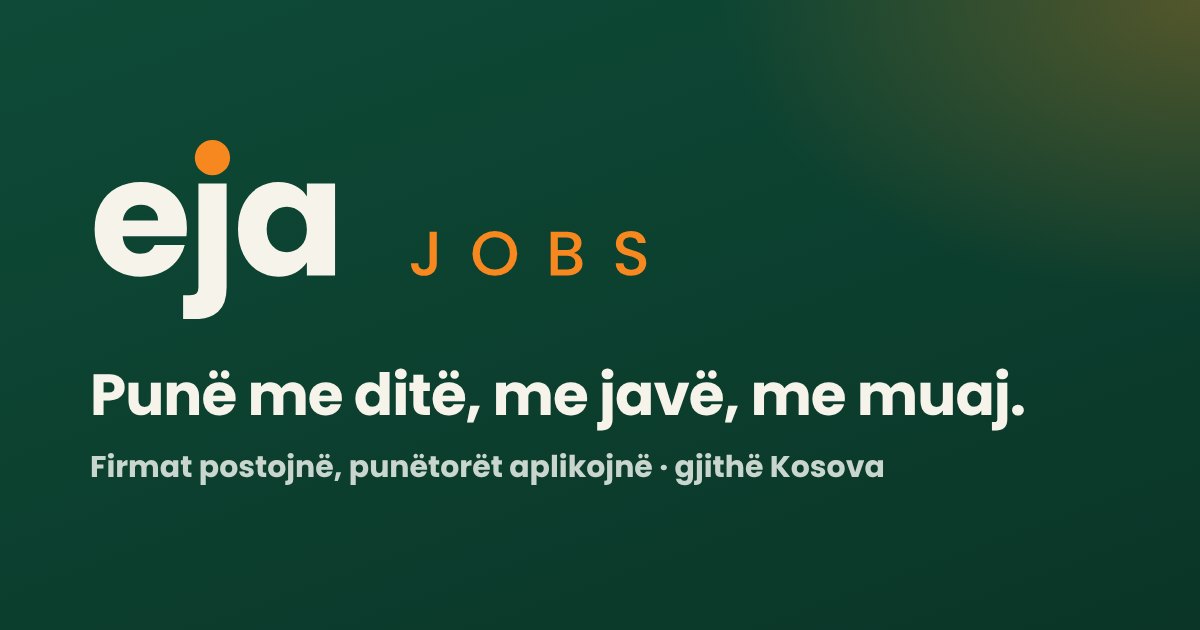 eja JOBS
Punë me ditë, me javë, me muaj.
Firmat postojnë, punëtorët aplikojnë · gjithë Kosova